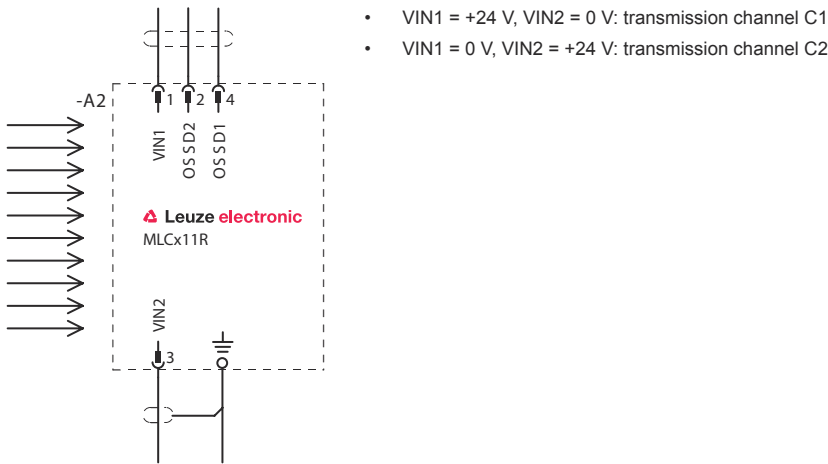 • VIN1 = +24 V, VIN2 = 0 V: transmission channel C1
• VIN1 = 0 V, VIN2 = +24 V: transmission channel C2
-A2
1 2 4
VIN1
OSSD2
OSSD1
Leuze electronic
MLCx11R
VIN2
3